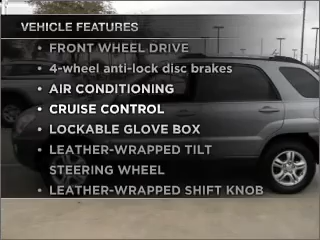 VEHICLE FEATURES
• FRONT WHEEL DRIVE
• 4-wheel anti-lock disc brakes
• AIR CONDITIONING
• CRUISE CONTROL
• LOCKABLE GLOVE BOX
• LEATHER-WRAPPED TILT
STEERING WHEEL
• LEATHER-WRAPPED SHIFT KNOB